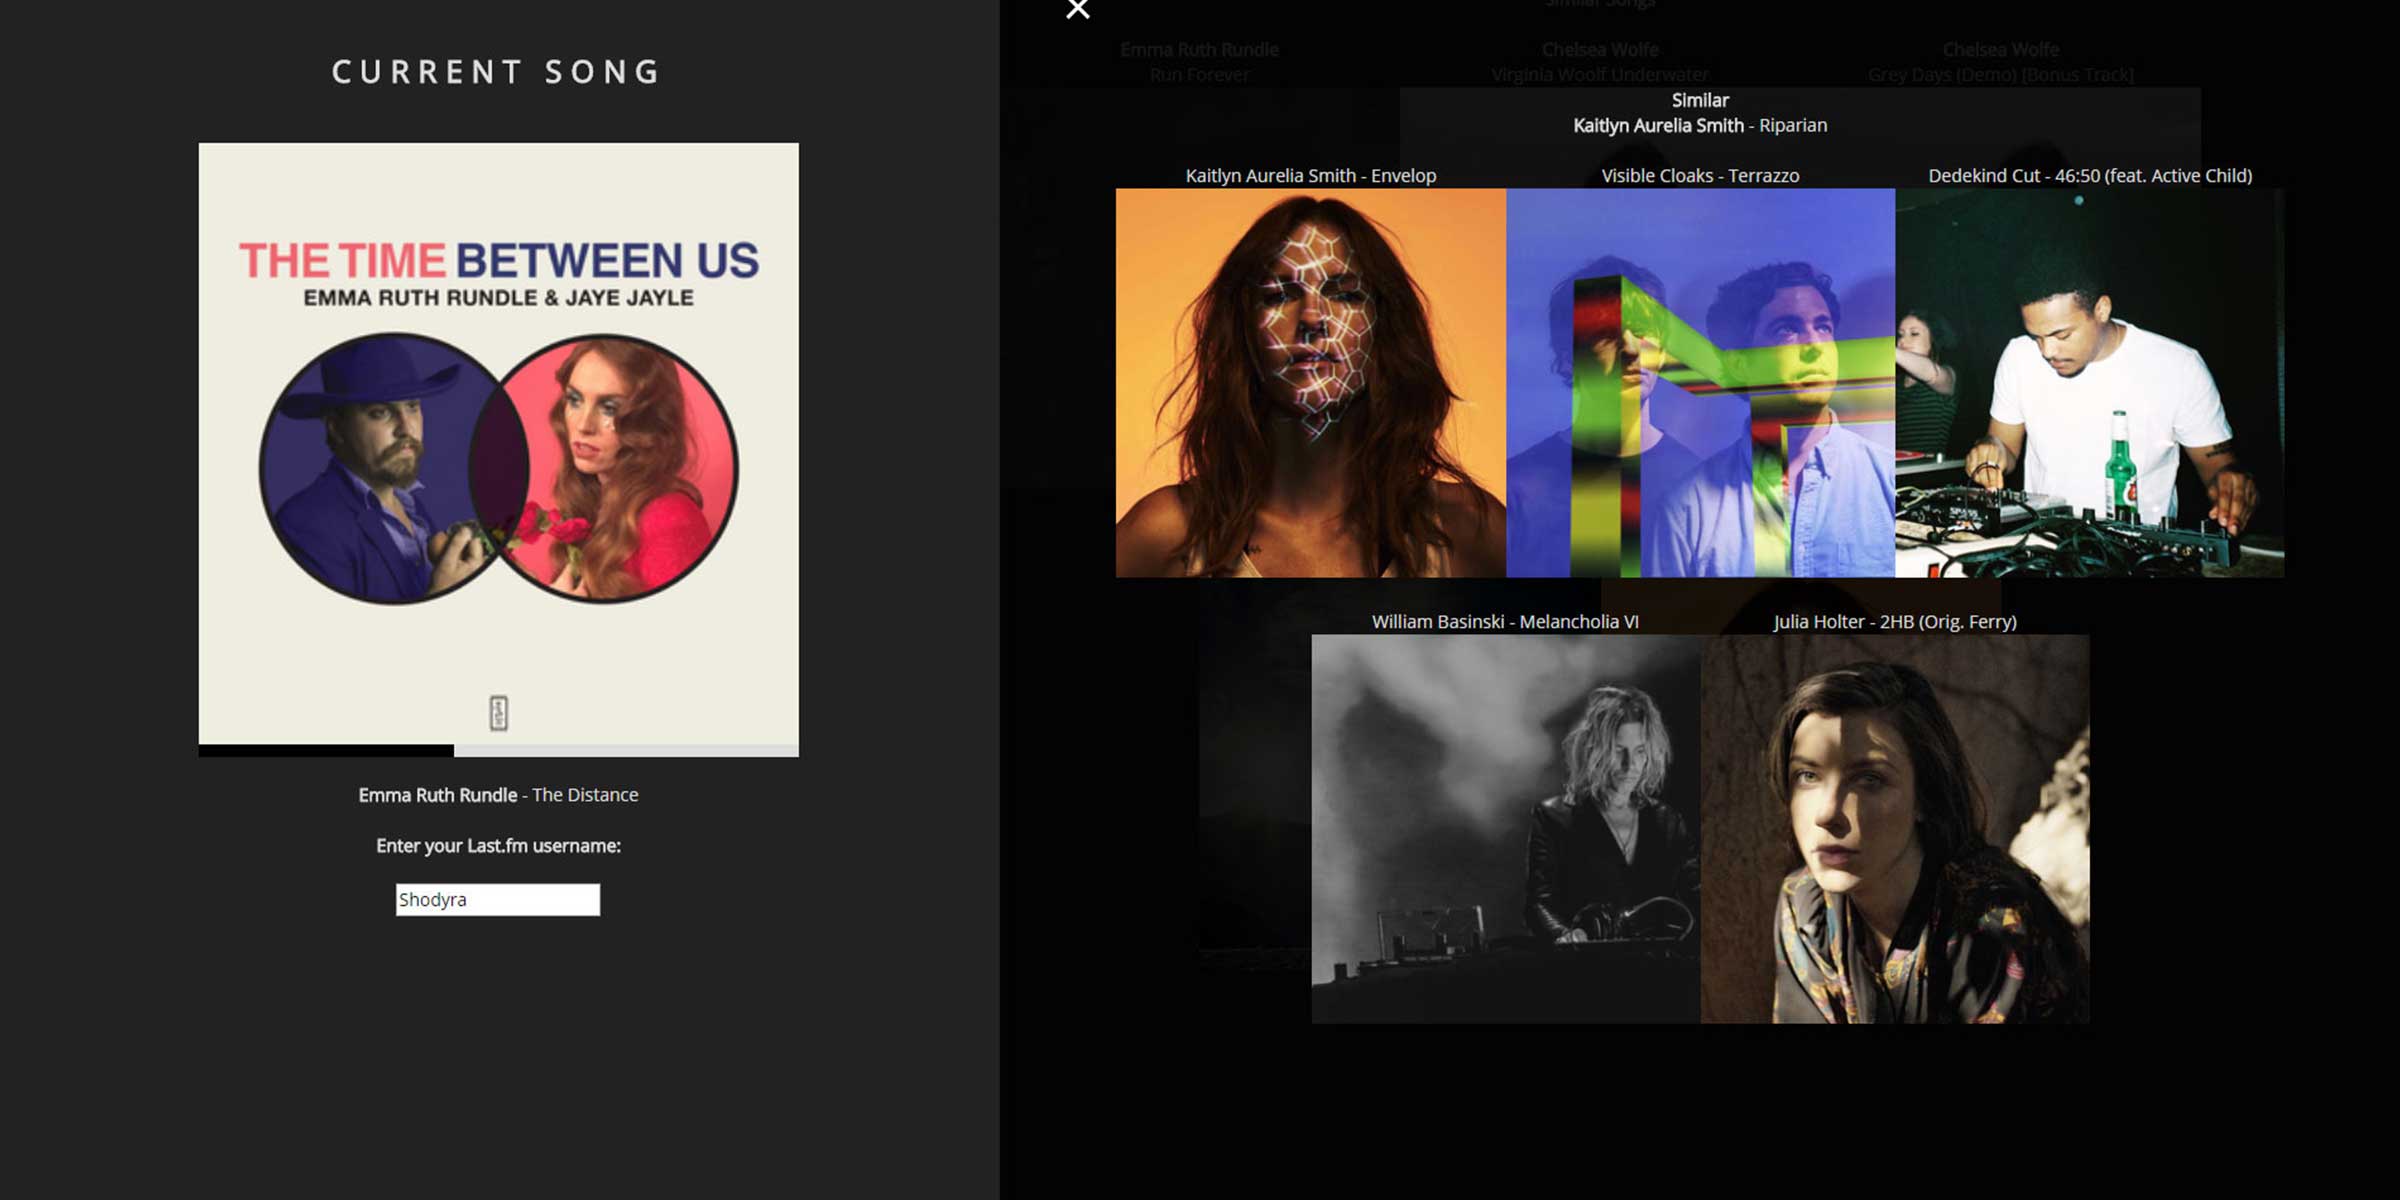 CURRENT SONG
THE TIME BETWEEN US
EMMA RUTH RUNDLE & JAYE JAYLE
Emma Ruth Rundle - The Distance
Enter your Last.fm username:
Shodyra
Similar Songs
Emma Ruth Rundle
Run Forever
Chelsea Wolfe
Virginia Woolf Underwater
Chelsea Wolfe
Grey Days (Demo) [Bonus Track]
Similar
Kaitlyn Aurelia Smith - Riparian
Kaitlyn Aurelia Smith - Envelop
Visible Cloaks - Terrazzo
Dedekind Cut - 46:50 (feat. Active Child)
William Basinski - Melancholia VI
Julia Holter - 2HB (Orig. Ferry)